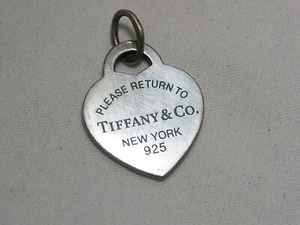 PLEASE RETURN TO
TIFFANY & CO.
NEW YORK
925